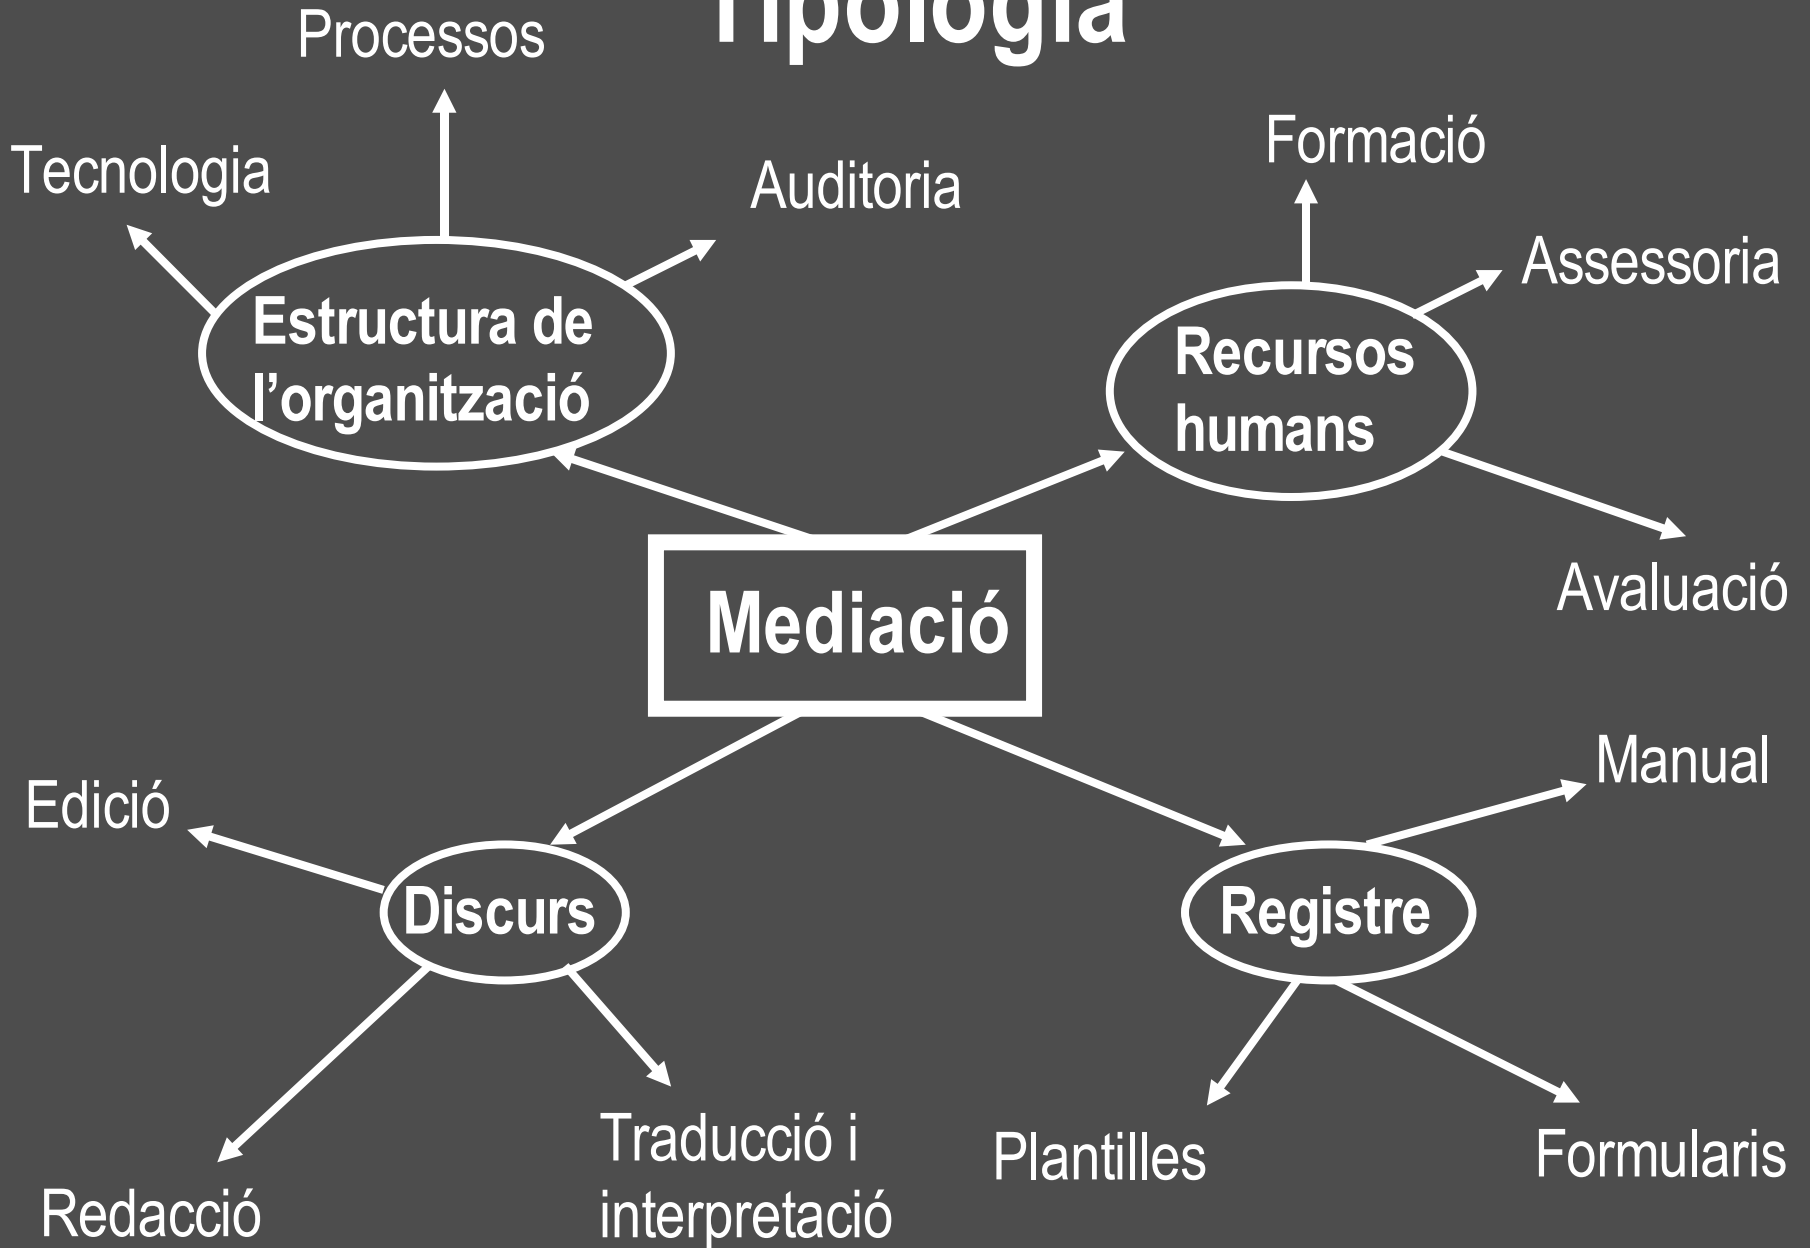 Tipologia
Processos
Tecnologia
Auditoria
Formació
Assessoria
Estructura de
l’organització
Recursos
humans
Avaluació
Mediació
Manual
Edició
Discurs
Registre
Traducció i
interpretació
Plantilles
Formularis
Redacció